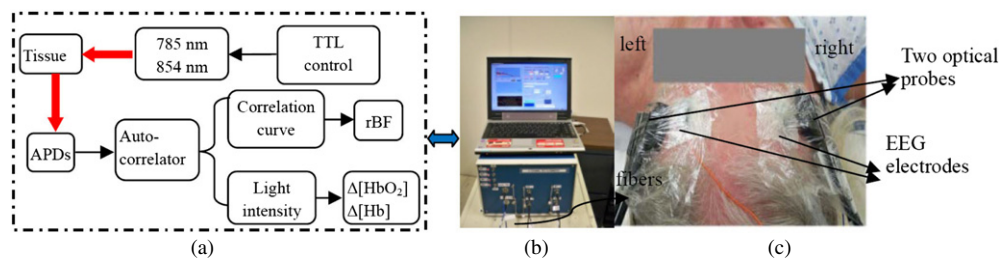 Tissue
785 nm
854 nm
TTL
control
APDs
Auto-
correlator
Correlation
curve
rBF
Light
intensity
Δ[HbO₂]
Δ[Hb]
(a)
fibers
(b)
left
right
Two optical
probes
EEG
electrodes
(c)